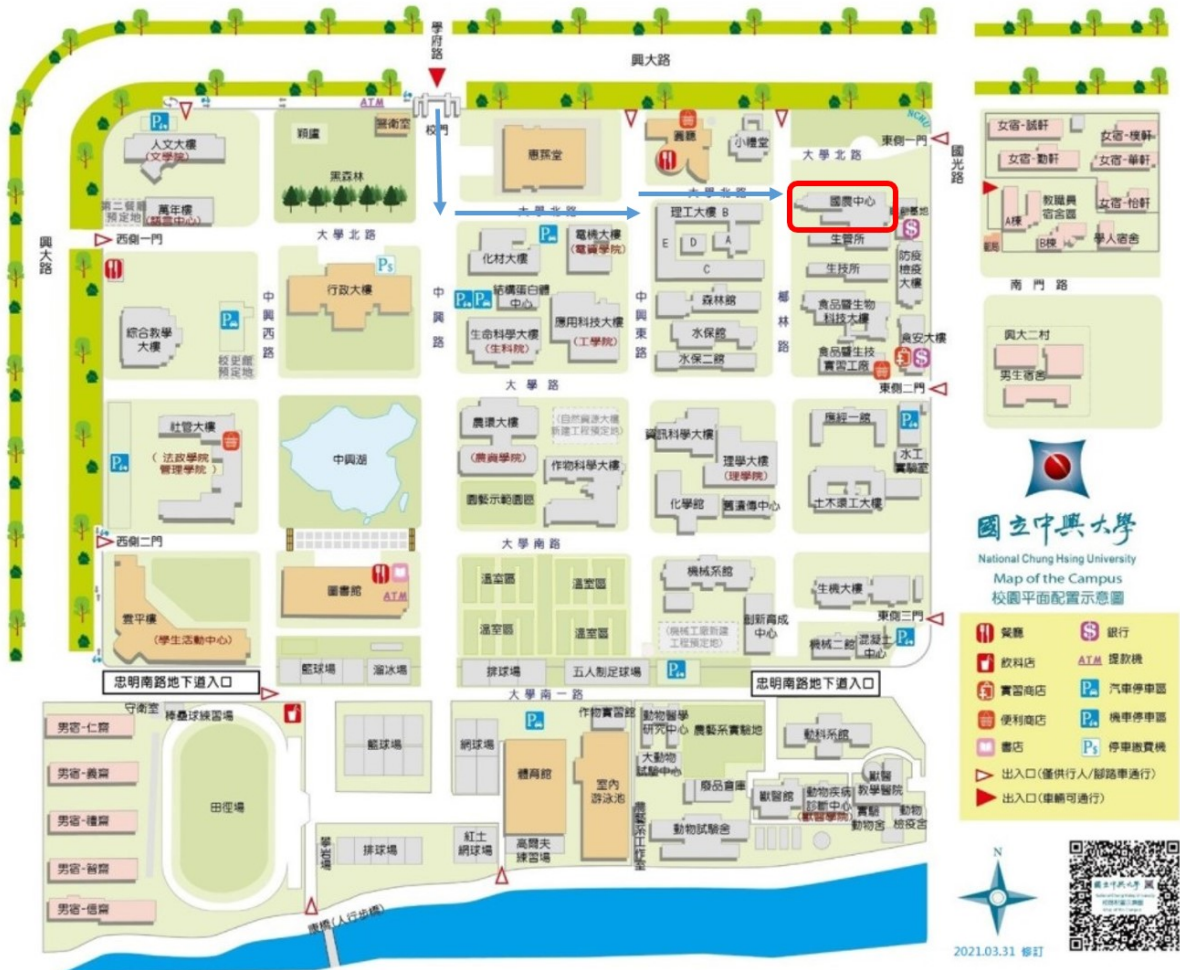 學府路
興大路
ATM
警衛室
校門
潁廬
黑森林
人文大樓
(文學院)
第二餐廳
預定地
萬年樓
(語言中心)
惠蓀堂
圓廳
小禮堂
大學北路
東側一門
NCHU
國光路
女宿-誠軒
女宿-樸軒
女宿-勤軒
女宿-華軒
女宿-怡軒
A棟
教職員
宿舍區
B棟
學人宿舍
郵局
南門路
興大二村
男生宿舍
興大路
西側一門
大學北路
大學北路
大學北路
國農中心
理工大樓 B
E
D
A
C
生管所
生技所
防疫
檢疫
大樓
化材大樓
電機大樓
(電資學院)
行政大樓
綜合教學
大樓
校史館
預定地
中興西路
中興路
中興東路
椰林路
結構蛋白體
中心
生命科學大樓
(生科院)
應用科技大樓
(工學院)
森林館
水保館
水保二館
食品暨生物
科技大樓
食安大樓
食品暨生技
實習工廠
東側二門
大學路
社管大樓
(法政學院
管理學院)
中興湖
農環大樓
(農資學院)
(自然資源大樓
新建工程預定地)
作物科學大樓
園藝示範園區
資訊科學大樓
理學大樓
(理學院)
化學館
舊遺傳中心
應經一館
水工
實驗室
土木環工大樓
西側二門
大學南路
雲平樓
(學生活動中心)
圖書館
ATM
溫室區
溫室區
溫室區
溫室區
機械系館
(機械工廠新建
工程預定地)
創新育成
中心
生機大樓
東側三門
機械二館
混凝土
中心
籃球場
溜冰場
排球場
五人制足球場
忠明南路地下道入口
大學南一路
忠明南路地下道入口
守衛室
棒壘球練習場
男宿-仁齋
男宿-義齋
男宿-禮齋
男宿-智齋
男宿-信齋
田徑場
籃球場
網球場
排球場
紅土
網球場
體育館
高爾夫
練習場
室內
游泳池
作物實習館
農藝系工作室
動物醫學
研究中心
大動物
試驗中心
農藝系實驗地
廢品倉庫
動物試驗舍
動科系館
獸醫館
動物疾病
診斷中心
(獸醫學院)
獸醫
教學醫院
實驗
動物舍
動物
檢疫舍
康橋(人行步橋)
國立中興大學
National Chung Hsing University
Map of the Campus
校園平面配置示意圖
餐廳
銀行
飲料店
ATM 提款機
實習商店
汽車停車區
便利商店
機車停車區
書店
停車繳費機
出入口(僅供行人/腳踏車通行)
出入口(車輛可通行)
N
2021.03.31 修訂
國立中興大學